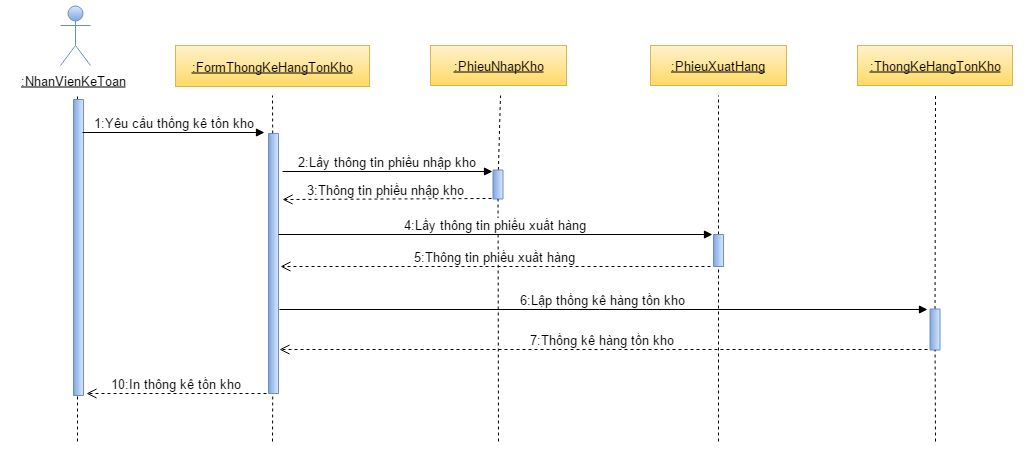 :NhanVienKeToan
:FormThongKeHangTonKho
:PhieuNhapKho
:PhieuXuatHang
:ThongKeHangTonKho
1:Yêu cầu thống kê tồn kho
2:Lấy thông tin phiếu nhập kho
3:Thông tin phiếu nhập kho
4:Lấy thông tin phiếu xuất hàng
5:Thông tin phiếu xuất hàng
6:Lập thống kê hàng tồn kho
7:Thống kê hàng tồn kho
10:In thông kê tồn kho